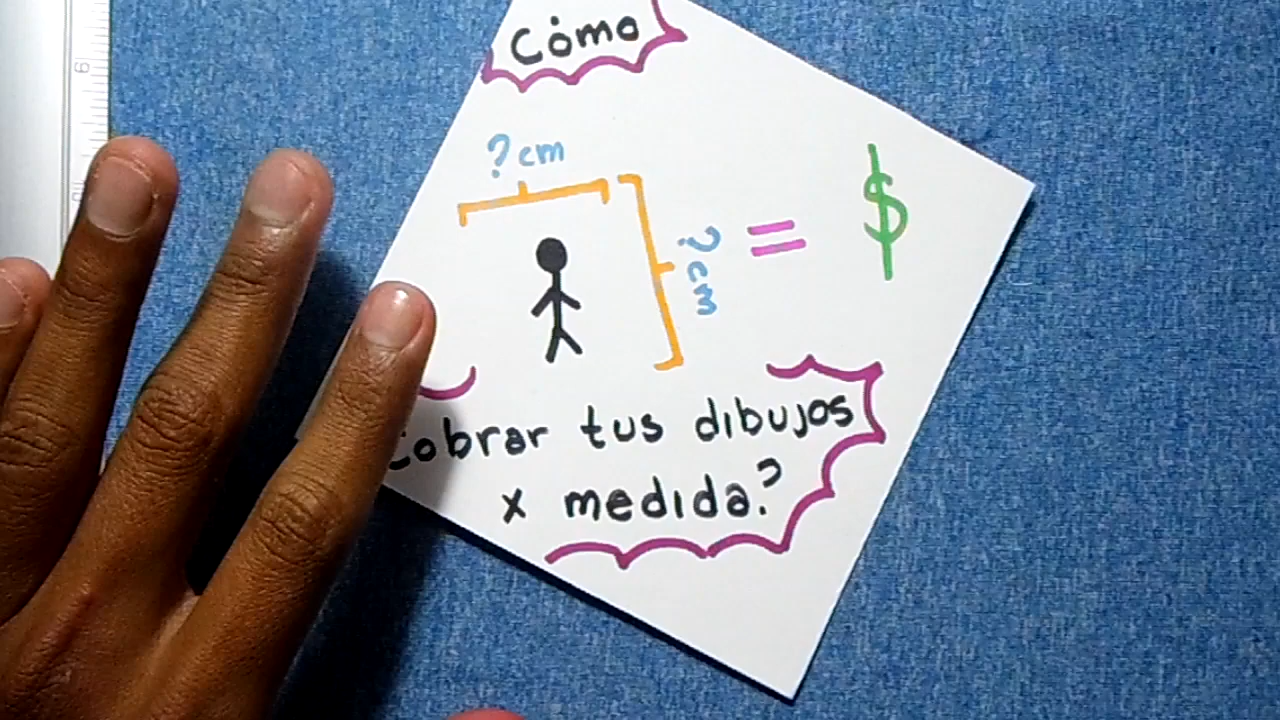 Cómo
? cm
? cm
= $
Cobrar tus dibujos
x medida?